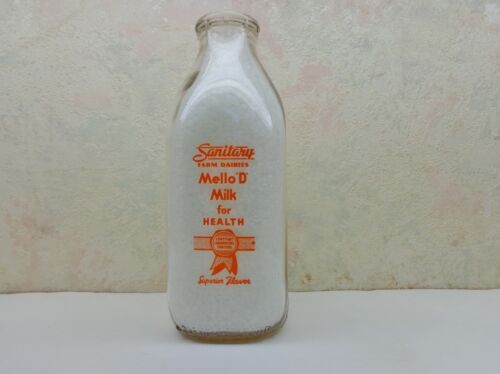 Sanitary
FARM DAIRIES
Mello "D"
Milk
for
HEALTH
Superior Flavor